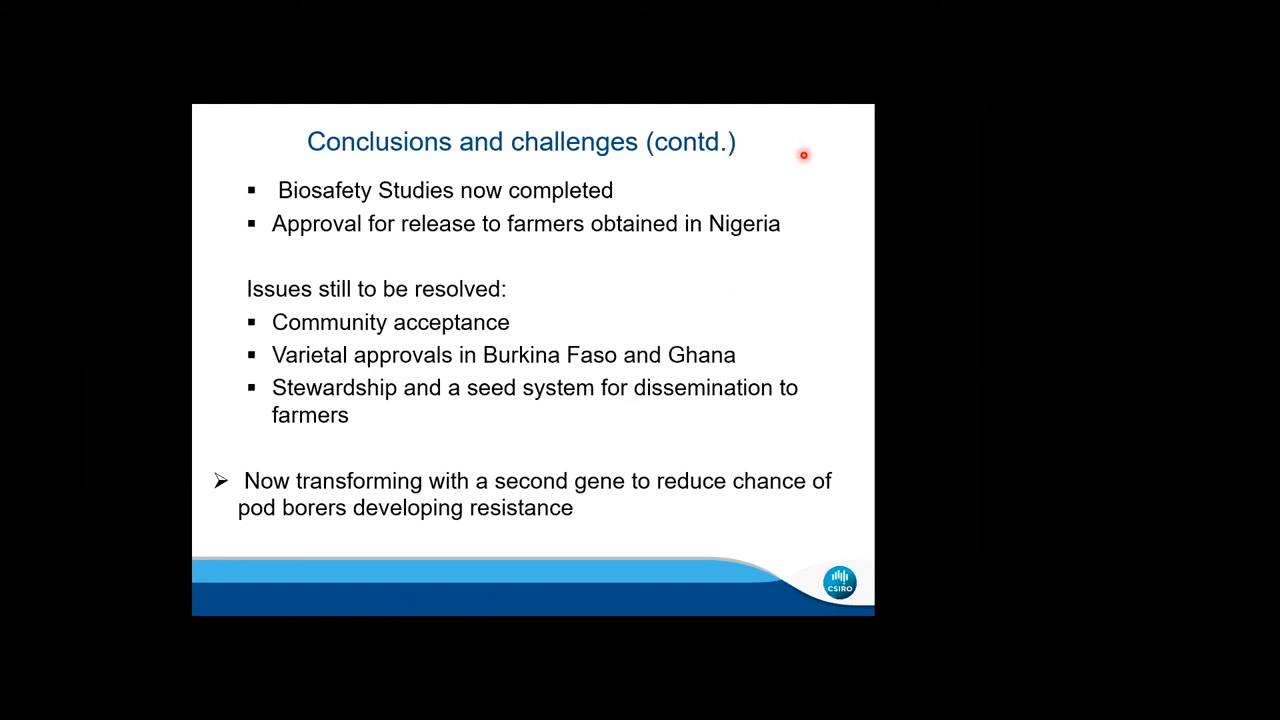 Conclusions and challenges (contd.)
▪ Biosafety Studies now completed
▪ Approval for release to farmers obtained in Nigeria
Issues still to be resolved:
▪ Community acceptance
▪ Varietal approvals in Burkina Faso and Ghana
▪ Stewardship and a seed system for dissemination to
farmers
➢ Now transforming with a second gene to reduce chance of
pod borers developing resistance
CSIRO